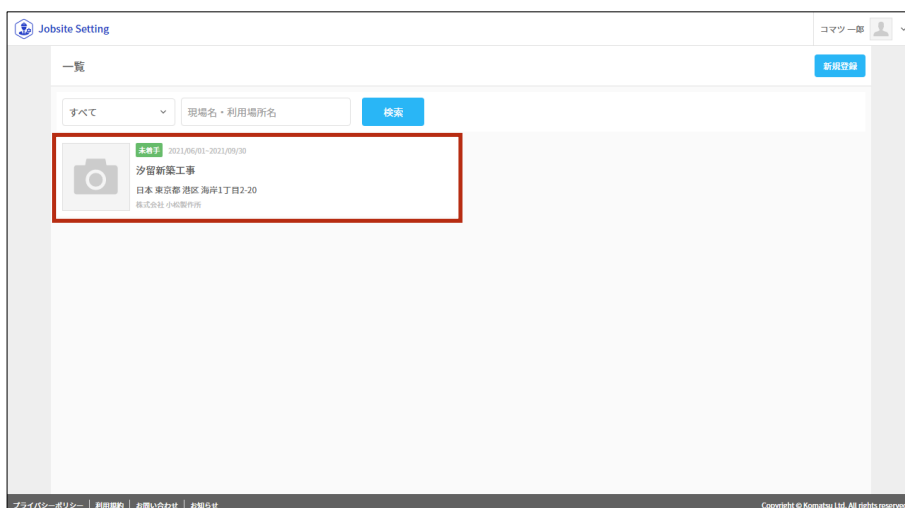 Jobsite Setting
コマツ 一郎
一覧
新規登録
すべて
現場名・利用場所名
検索
未着手 2021/06/01~2021/09/30
汐留新築工事
日本 東京都 港区 海岸1丁目2-20
株式会社 小松製作所
プライバシーポリシー | 利用規約 | お問い合わせ | お知らせ
Copyright © Komatsu Ltd. All rights reserved